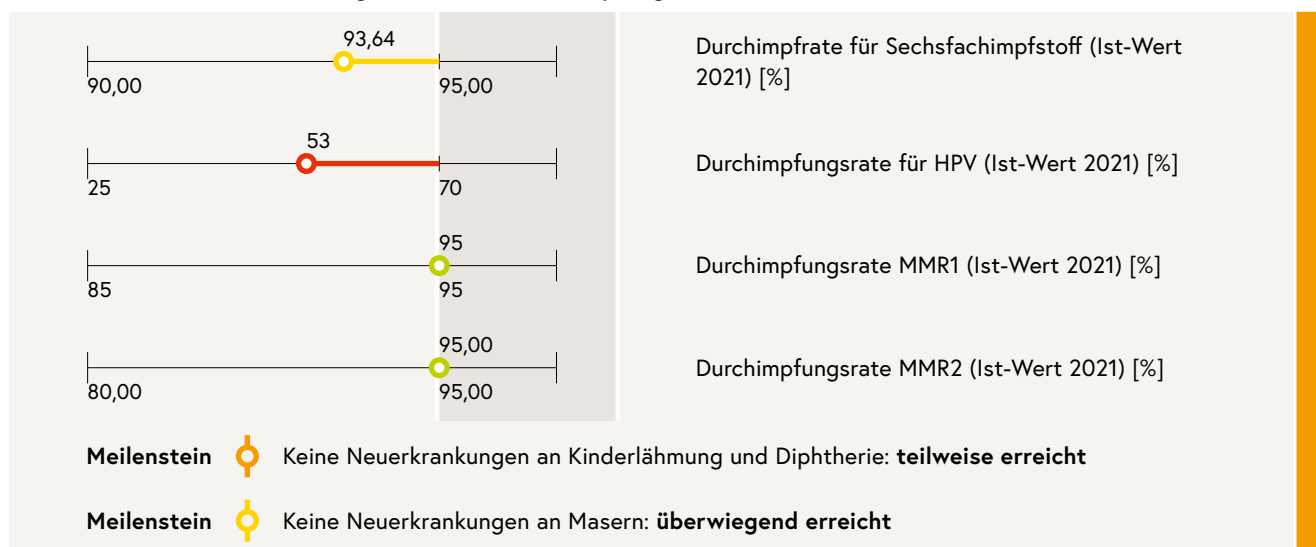 93,64
90,00
95,00
Durchimpfrate für Sechsfachimpfstoff (Ist-Wert
2021) [%]
53
25
70
Durchimpfungsrate für HPV (Ist-Wert 2021) [%]
95
85
95
Durchimpfungsrate MMR1 (Ist-Wert 2021) [%]
95,00
80,00
95,00
Durchimpfungsrate MMR2 (Ist-Wert 2021) [%]
Meilenstein Keine Neuerkrankungen an Kinderlähmung und Diphtherie: teilweise erreicht
Meilenstein Keine Neuerkrankungen an Masern: überwiegend erreicht